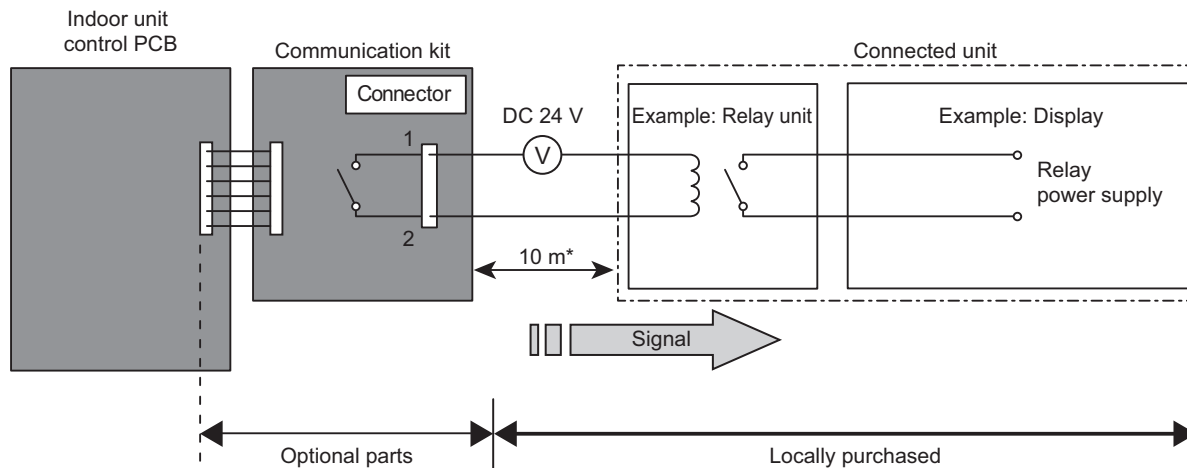 Indoor unit
control PCB
Communication kit
Connected unit
Connector
DC 24 V
Example: Relay unit
Example: Display
1
V
Relay
power supply
2
10 m*
Signal
Optional parts
Locally purchased